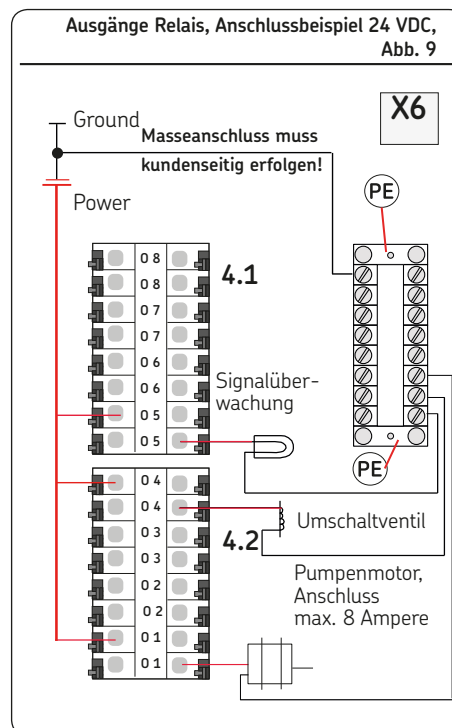 Ausgänge Relais, Anschlussbeispiel 24 VDC,
Abb. 9
X6
Ground
Masseanschluss muss
kundenseitig erfolgen!
Power
PE
4.1
0 8
0 8
0 7
0 7
0 6
0 6
0 5
0 5
Signalüber-
wachung
PE
4.2
0 4
0 4
0 3
0 3
0 2
0 2
0 1
0 1
Umschaltventil
Pumpenmotor,
Anschluss
max. 8 Ampere